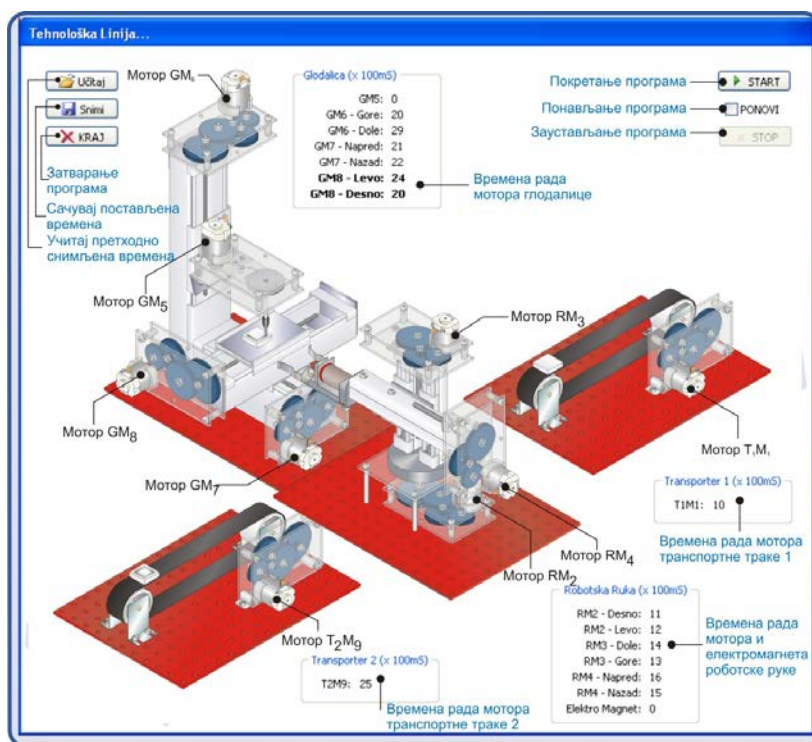 Tehnološka Linija...
Učitaj
Snimi
KRAJ
Затварање
програма
Сачувај постављена
времена
Учитај претходно
снимљена времена
Мотор GM₆
Glodalica (x 100mS)
GM5: 0
GM6 - Gore: 20
GM6 - Dole: 29
GM7 - Napred: 21
GM7 - Nazad: 22
GM8 - Levo: 24
GM8 - Desno: 20
Времена рада
мотора глодалице
Покретање програма
START
Понављање програма
PONOVI
Заустављање програма
STOP
Мотор GM₅
Мотор RM₃
Мотор GM₈
Мотор GM₇
Мотор T₁M₁
Transporter 1 (x 100mS)
T1M1: 10
Времена рада мотора
транспортне траке 1
Мотор RM₄
Мотор RM₂
Robotska Ruka (x 100mS)
RM2 - Desno: 11
RM2 - Levo: 12
RM3 - Dole: 14
RM3 - Gore: 13
RM4 - Napred: 16
RM4 - Nazad: 15
Elektro Magnet: 0
Времена рада
мотора и
електромагнета
роботске руке
Мотор T₂M₉
Transporter 2 (x 100mS)
T2M9: 25
Времена рада мотора
транспортне траке 2